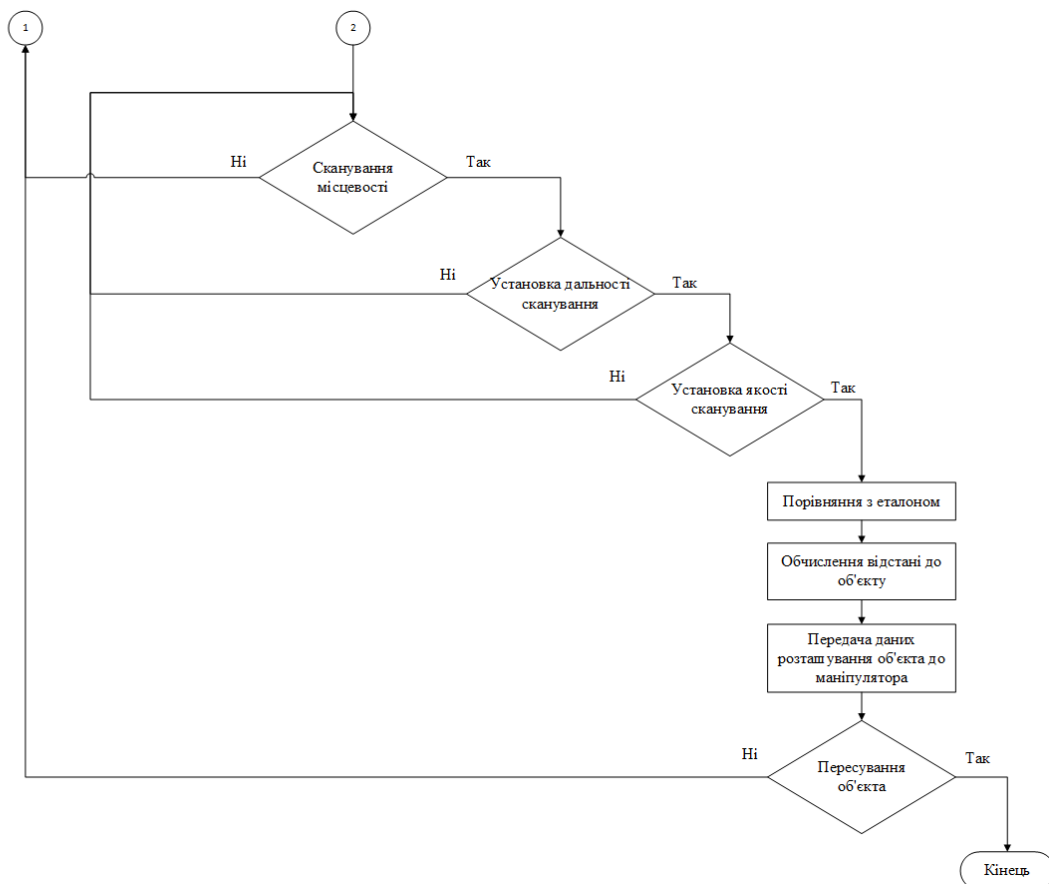 1
2
Ні
Так
Сканування
місцевості
Ні
Так
Установка дальності
сканування
Ні
Так
Установка якості
сканування
Порівняння з еталоном
Обчислення відстані до
об'єкту
Передача даних
розташування об'єкта до
маніпулятора
Ні
Так
Пересування
об'єкта
Кінець